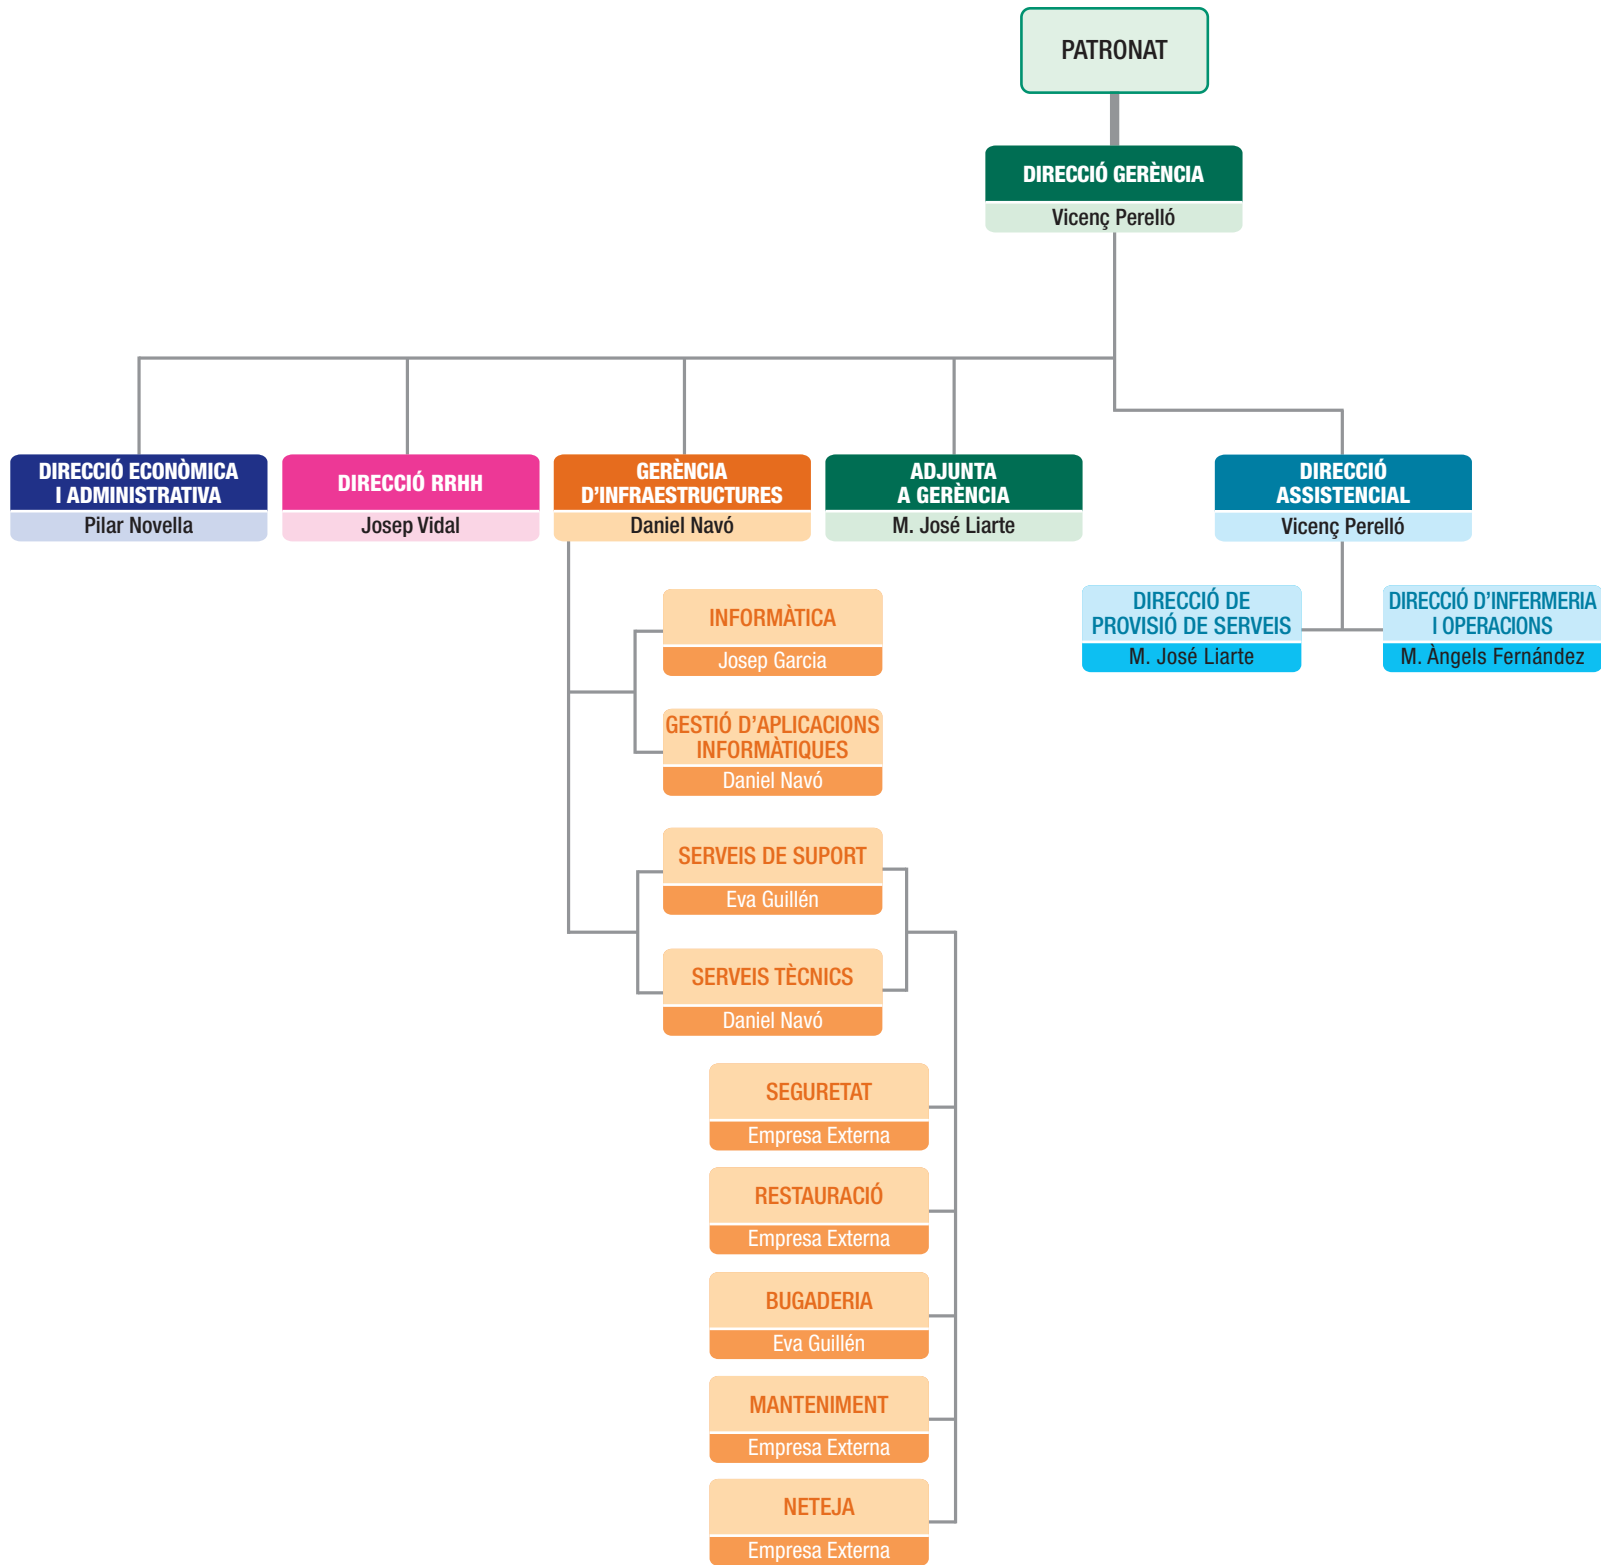 PATRONAT
DIRECCIÓ GERÈNCIA
Vicenç Perelló
DIRECCIÓ ECONÒMICA
I ADMINISTRATIVA
Pilar Novella
DIRECCIÓ RRHH
Josep Vidal
GERÈNCIA
D’INFRAESTRUCTURES
Daniel Navó
ADJUNTA
A GERÈNCIA
M. José Liarte
DIRECCIÓ
ASSISTENCIAL
Vicenç Perelló
DIRECCIÓ DE
PROVISIÓ DE SERVEIS
M. José Liarte
DIRECCIÓ D’INFERMERIA
I OPERACIONS
M. Àngels Fernández
INFORMÀTICA
Josep Garcia
GESTIÓ D’APLICACIONS
INFORMÀTIQUES
Daniel Navó
SERVEIS DE SUPORT
Eva Guillén
SERVEIS TÈCNICS
Daniel Navó
SEGURETAT
Empresa Externa
RESTAURACIÓ
Empresa Externa
BUGADERIA
Eva Guillén
MANTENIMENT
Empresa Externa
NETEJA
Empresa Externa